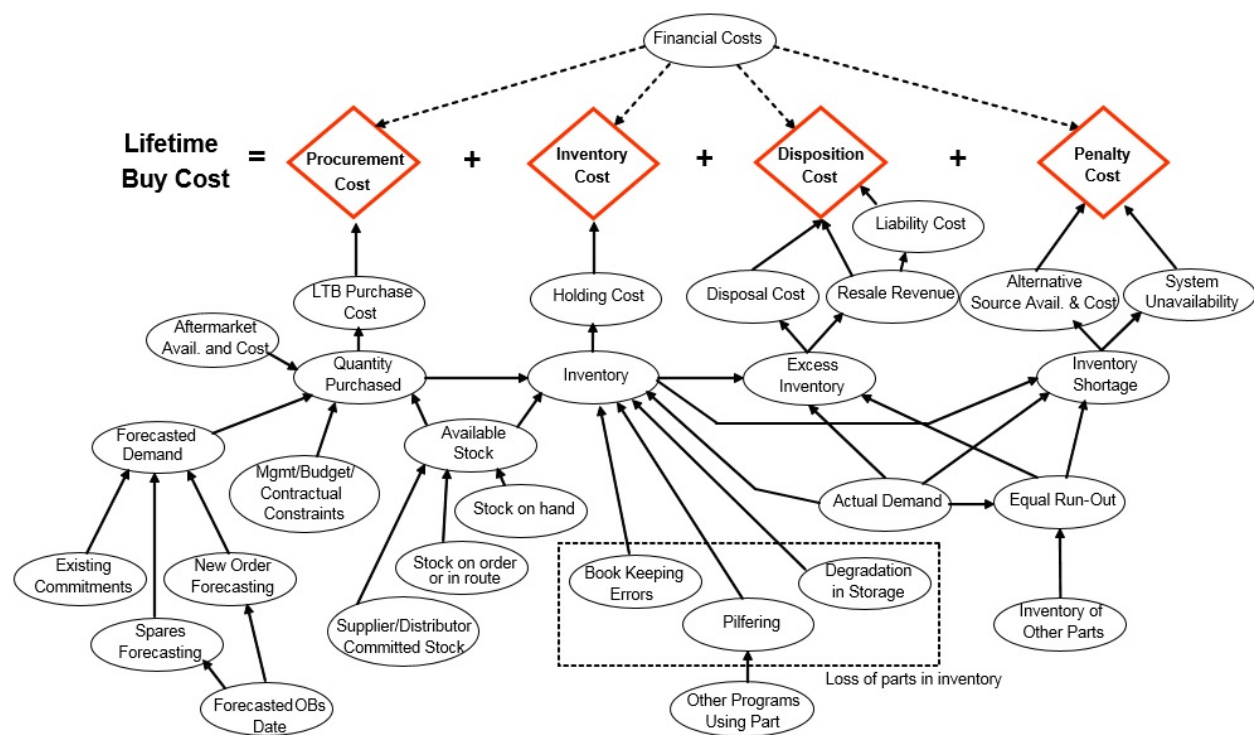 Financial Costs
Lifetime
Buy Cost
=
Procurement
Cost
+
Inventory
Cost
+
Disposition
Cost
+
Penalty
Cost
Liability Cost
LTB Purchase
Cost
Holding Cost
Disposal Cost
Resale Revenue
Alternative
Source Avail. & Cost
System
Unavailability
Aftermarket
Avail. and Cost
Quantity
Purchased
Inventory
Excess
Inventory
Inventory
Shortage
Forecasted
Demand
Mgmt/Budget/
Contractual
Constraints
Available
Stock
Stock on hand
Actual Demand
Equal Run-Out
Existing
Commitments
New Order
Forecasting
Stock on order
or in route
Book Keeping
Errors
Degradation
in Storage
Spares
Forecasting
Supplier/Distributor
Committed Stock
Pilfering
Inventory of
Other Parts
Loss of parts in inventory
Forecasted OBs
Date
Other Programs
Using Part